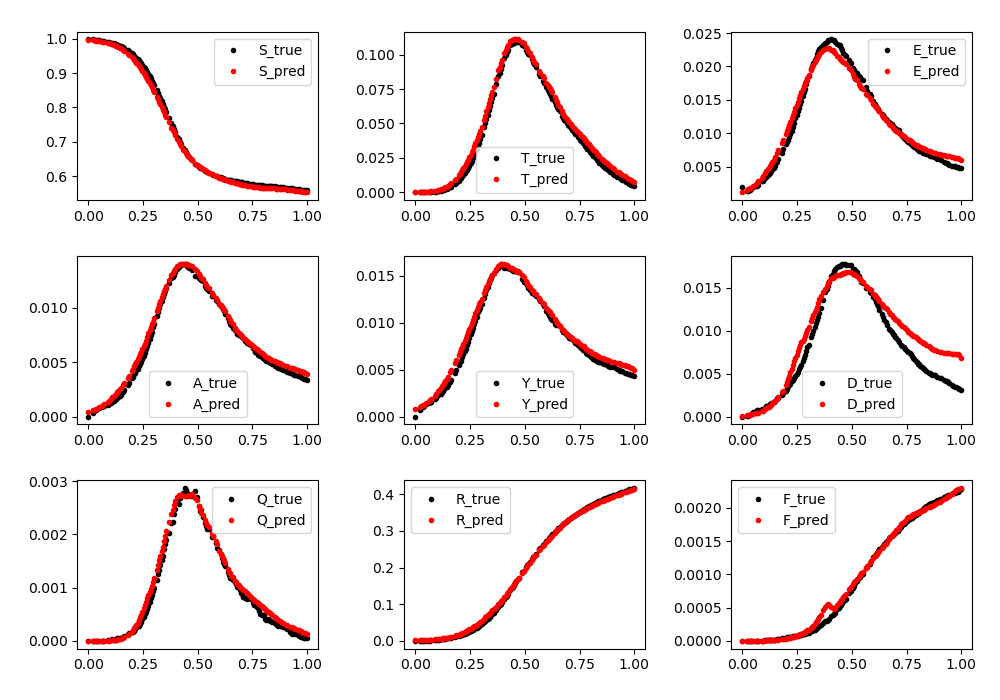 1.0
0.9
0.8
0.7
0.6
0.00 0.25 0.50 0.75 1.00
S_true
S_pred
0.100
0.075
0.050
0.025
0.000
0.00 0.25 0.50 0.75 1.00
T_true
T_pred
0.025
0.020
0.015
0.010
0.005
0.00 0.25 0.50 0.75 1.00
E_true
E_pred
0.010
0.005
0.000
0.00 0.25 0.50 0.75 1.00
A_true
A_pred
0.015
0.010
0.005
0.000
0.00 0.25 0.50 0.75 1.00
Y_true
Y_pred
0.015
0.010
0.005
0.000
0.00 0.25 0.50 0.75 1.00
D_true
D_pred
0.003
0.002
0.001
0.000
0.00 0.25 0.50 0.75 1.00
Q_true
Q_pred
0.4
0.3
0.2
0.1
0.0
0.00 0.25 0.50 0.75 1.00
R_true
R_pred
0.0020
0.0015
0.0010
0.0005
0.0000
0.00 0.25 0.50 0.75 1.00
F_true
F_pred